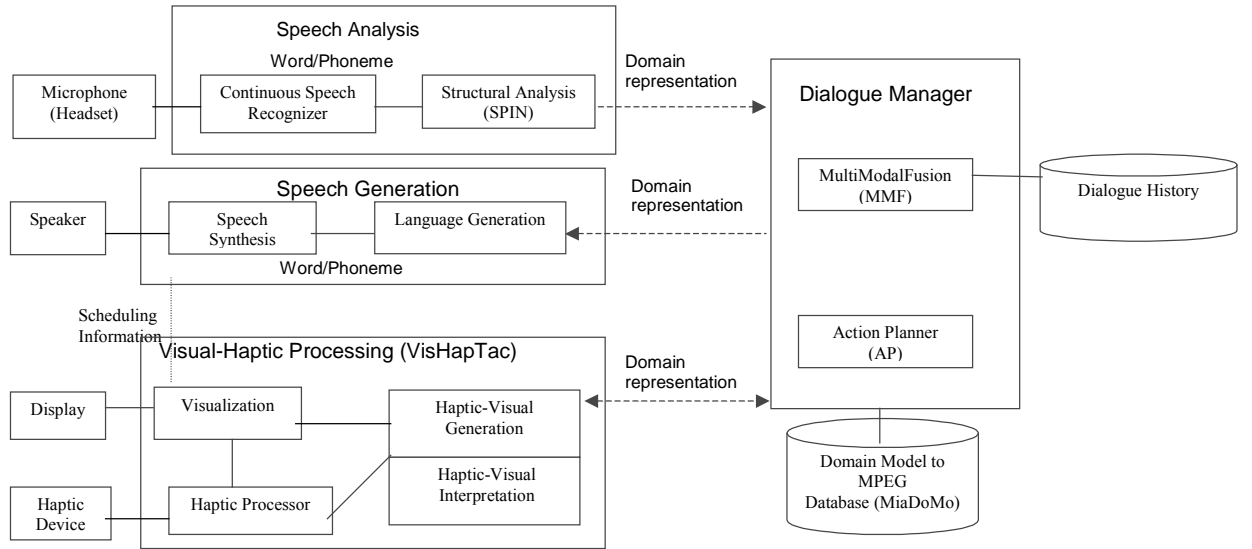 Speech Analysis
Word/Phoneme
Microphone
(Headset)
Continuous Speech
Recognizer
Structural Analysis
(SPIN)
Domain
representation
Dialogue Manager
MultiModalFusion
(MMF)
Dialogue History
Speech Generation
Speaker
Speech
Synthesis
Language Generation
Word/Phoneme
Domain
representation
Scheduling
Information
Action Planner
(AP)
Visual-Haptic Processing (VisHapTac)
Domain
representation
Display
Visualization
Haptic-Visual
Generation
Haptic-Visual
Interpretation
Haptic
Device
Haptic Processor
Domain Model to
MPEG
Database (MiaDoMo)